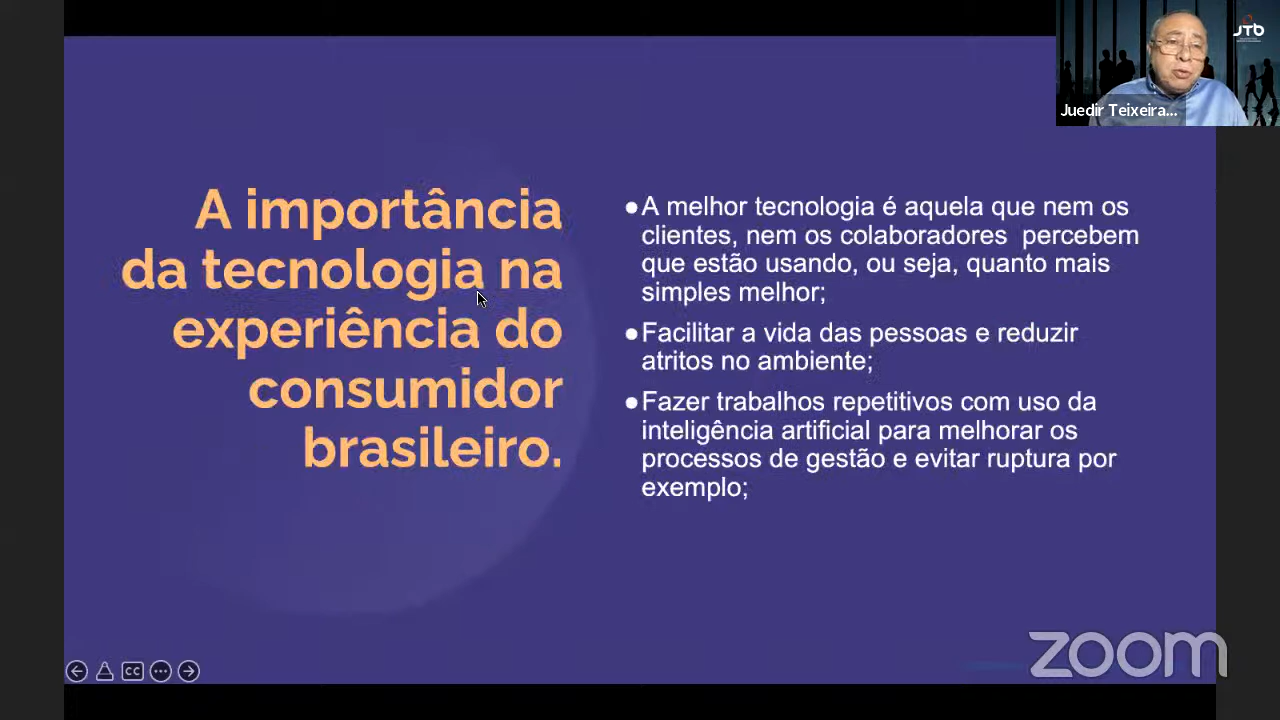 JTb
Juedir Teixeira...
A importância
da tecnologia na
experiência do
consumidor
brasileiro.
●A melhor tecnologia é aquela que nem os
clientes, nem os colaboradores percebem
que estão usando, ou seja, quanto mais
simples melhor;
●Facilitar a vida das pessoas e reduzir
atritos no ambiente;
●Fazer trabalhos repetitivos com uso da
inteligência artificial para melhorar os
processos de gestão e evitar ruptura por
exemplo;
CC
zoom